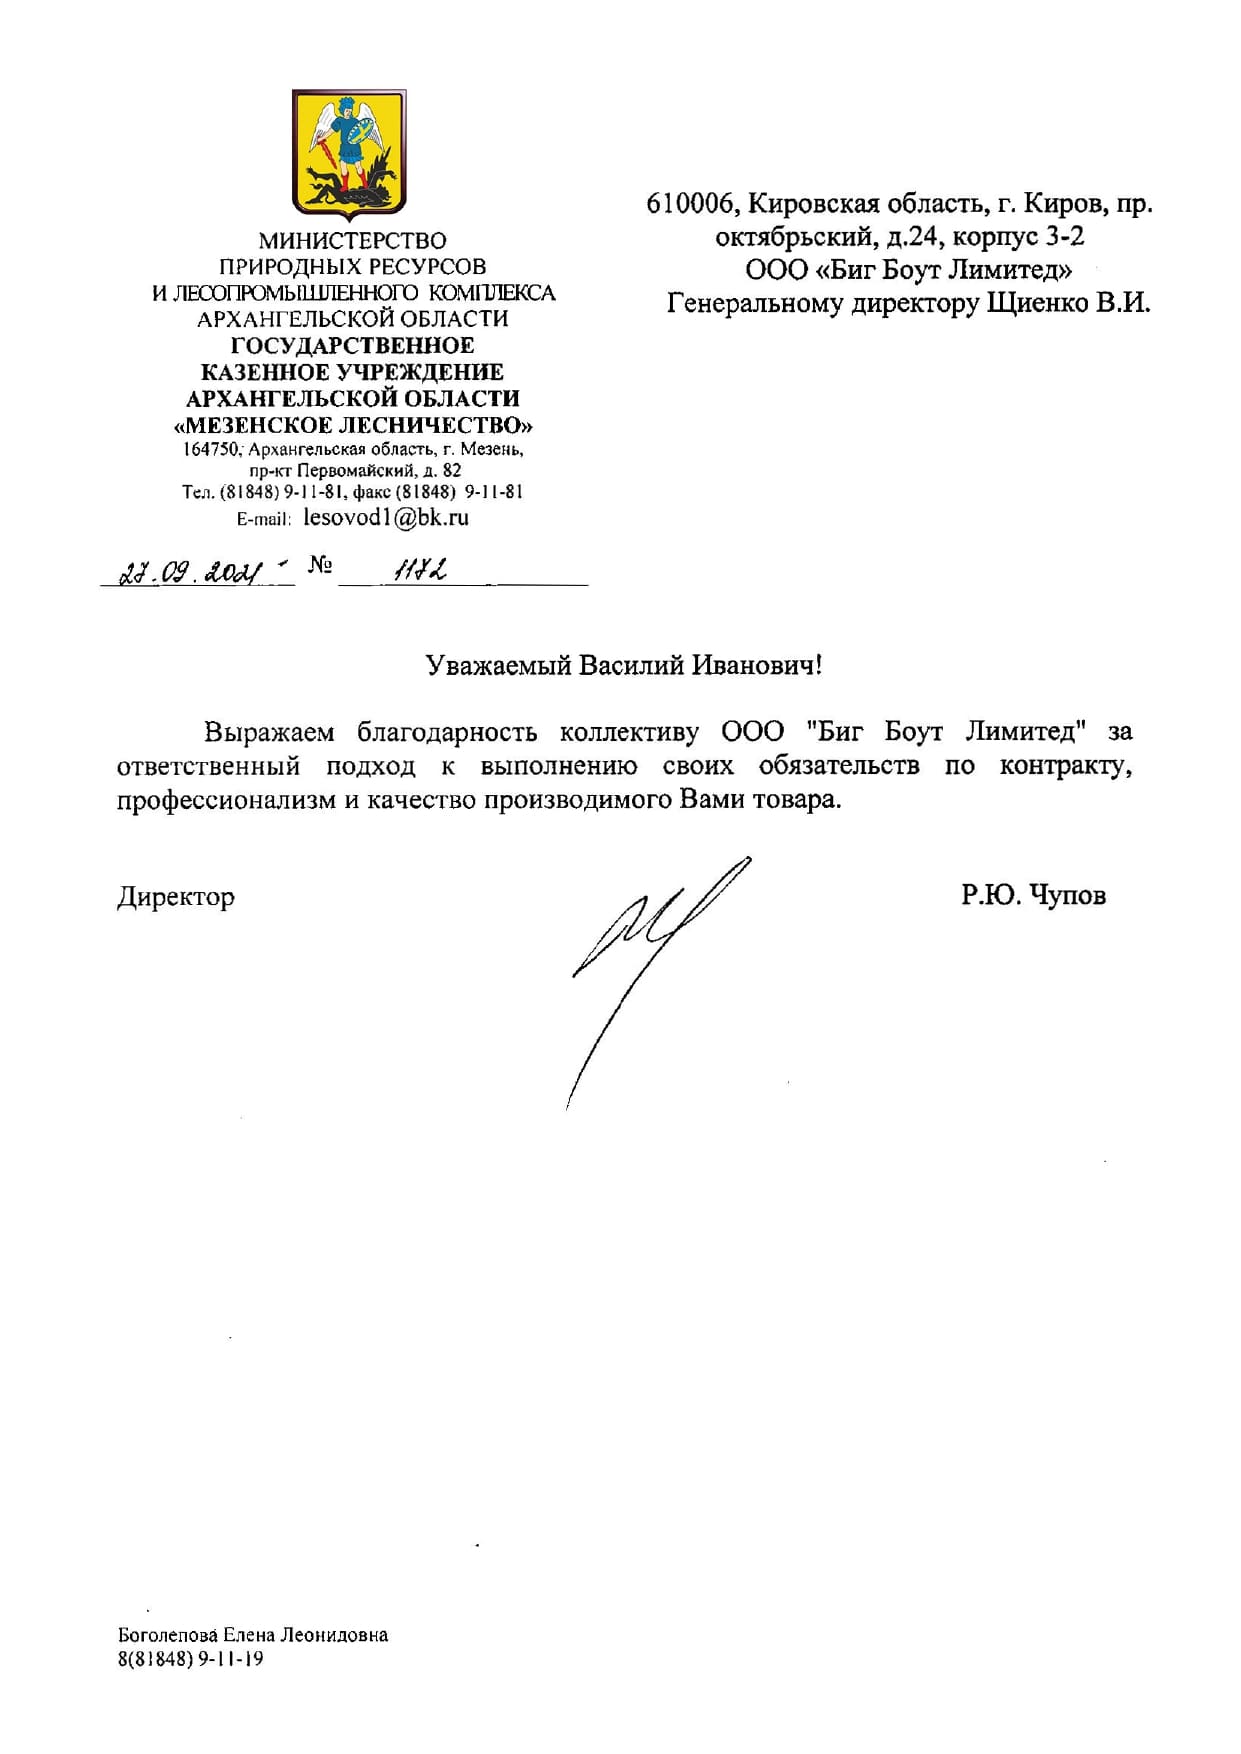 МИНИСТЕРСТВО
ПРИРОДНЫХ РЕСУРСОВ
И ЛЕСОПРОМЫШЛЕННОГО КОМПЛЕКСА
АРХАНГЕЛЬСКОЙ ОБЛАСТИ
ГОСУДАРСТВЕННОЕ
КАЗЕННОЕ УЧРЕЖДЕНИЕ
АРХАНГЕЛЬСКОЙ ОБЛАСТИ
«МЕЗЕНСКОЕ ЛЕСНИЧЕСТВО»
164750, Архангельская область, г. Мезень,
пр-кт Первомайский, д. 82
Тел. (81848) 9-11-81, факс (81848) 9-11-81
E-mail: lesovod1@bk.ru
27.09.2021 № 1172
610006, Кировская область, г. Киров, пр.
октябрьский, д.24, корпус 3-2
ООО «Биг Боут Лимитед»
Генеральному директору Щиенко В.И.
Уважаемый Василий Иванович!
Выражаем благодарность коллективу ООО "Биг Боут Лимитед" за
ответственный подход к выполнению своих обязательств по контракту,
профессионализм и качество производимого Вами товара.
Директор Р.Ю. Чупов
Боголепова Елена Леонидовна
8(81848) 9-11-19